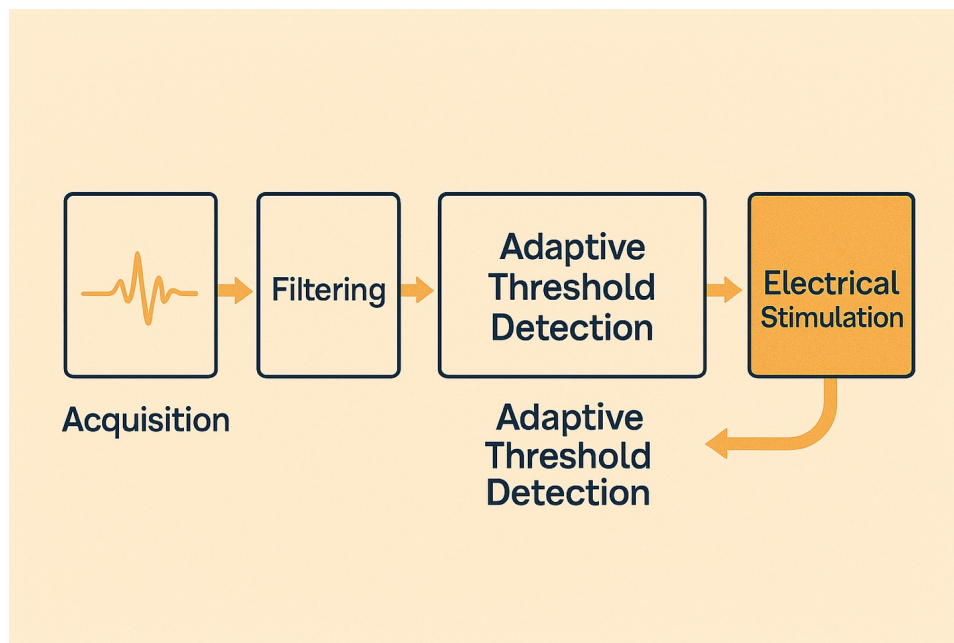 Filtering
Adaptive
Threshold
Detection
Electrical
Stimulation
Acquisition
Adaptive
Threshold
Detection